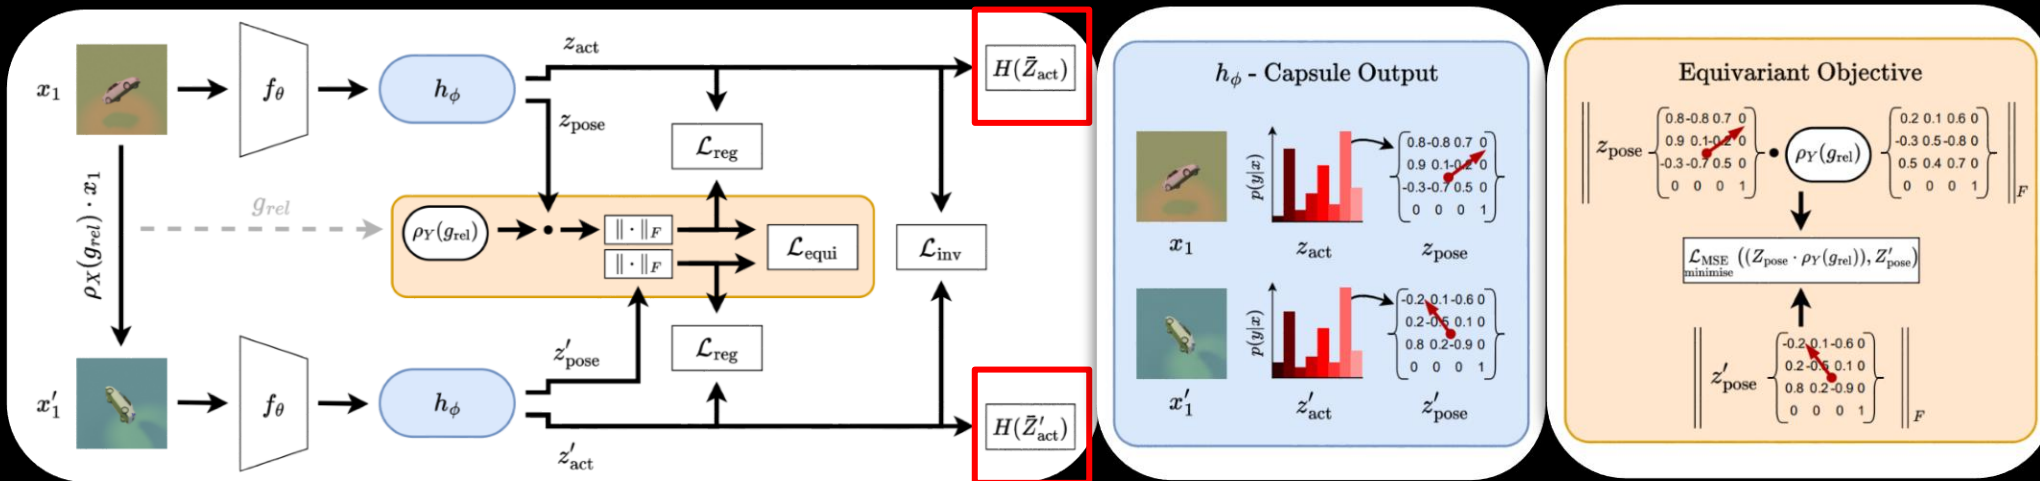 x₁
f_θ
h_ϕ
z_act
z_pose
H(Z̄_act)
L_reg
ρ_X(g_rel) · x₁
g_rel
ρ_Y(g_rel)
‖ · ‖_F
‖ · ‖_F
L_equi
L_inv
L_reg
x′₁
f_θ
h_ϕ
z′_pose
z′_act
H(Z̄′_act)
h_ϕ - Capsule Output
p(y|x)
0.8 -0.8 0.7 0
0.9 0.1 -0.2 0
-0.3 -0.7 0.5 0
0 0 0 1
x₁
z_act
z_pose
p(y|x)
-0.2 0.1 -0.6 0
0.2 -0.5 0.1 0
0.8 0.2 -0.9 0
0 0 0 1
x′₁
z′_act
z′_pose
Equivariant Objective
z_pose
0.8 -0.8 0.7 0
0.9 0.1 -0.2 0
-0.3 -0.7 0.5 0
0 0 0 1
• ρ_Y(g_rel)
0.2 0.1 0.6 0
-0.3 0.5 -0.8 0
0.5 0.4 0.7 0
0 0 0 1
F
L_MSE ((Z_pose · ρ_Y(g_rel)), Z′_pose)
minimise
z′_pose
-0.2 0.1 -0.6 0
0.2 -0.5 0.1 0
0.8 0.2 -0.9 0
0 0 0 1
F